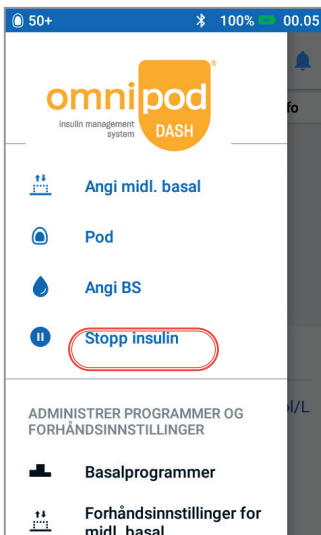 50+ 100% 00.05
omnipod®
insulin management
system
DASH
fo
Angi midl. basal
Pod
Angi BS
Stopp insulin
ol/L
ADMINISTRER PROGRAMMER OG
FORHÅNDSINNSTILLINGER
Basalprogrammer
Forhåndsinnstillinger for
midl. basal